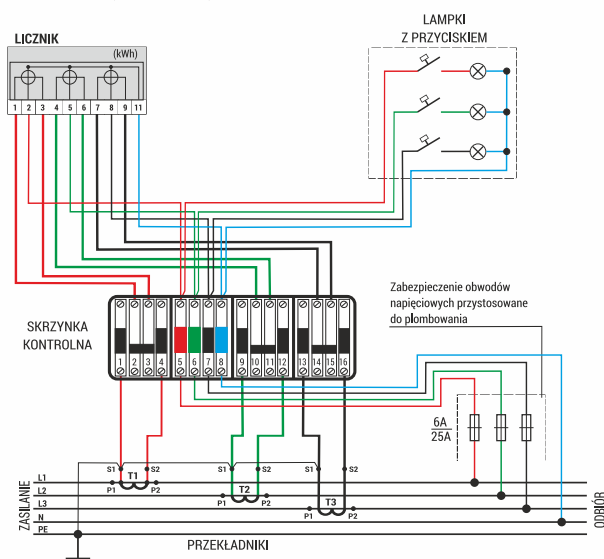 LAMPKI
Z PRZYCISKIEM
LICZNIK
(kWh)
1 2 3 4 5 6 7 8 9 11
Zabezpieczenie obwodów
napięciowych przystosowane
do plombowania
SKRZYNKA
KONTROLNA
1 2 3 4 5 6 7 8 9 10 11 12 13 14 15 16
6A
25A
S1 S2 S1 S2 S1 S2
ZASILANIE
L1
L2
L3
N
PE
P1 T1 P2
P1 T2 P2
P1 T3 P2
ODBIÓR
PRZEKŁADNIKI